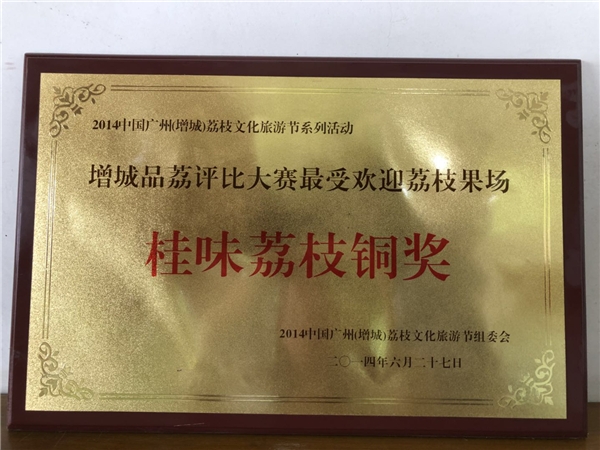 2014中国广州(增城)荔枝文化旅游节系列活动
增城品荔评比大赛最受欢迎荔枝果场
桂味荔枝铜奖
2014中国广州(增城)荔枝文化旅游节组委会
二〇一四年六月二十七日